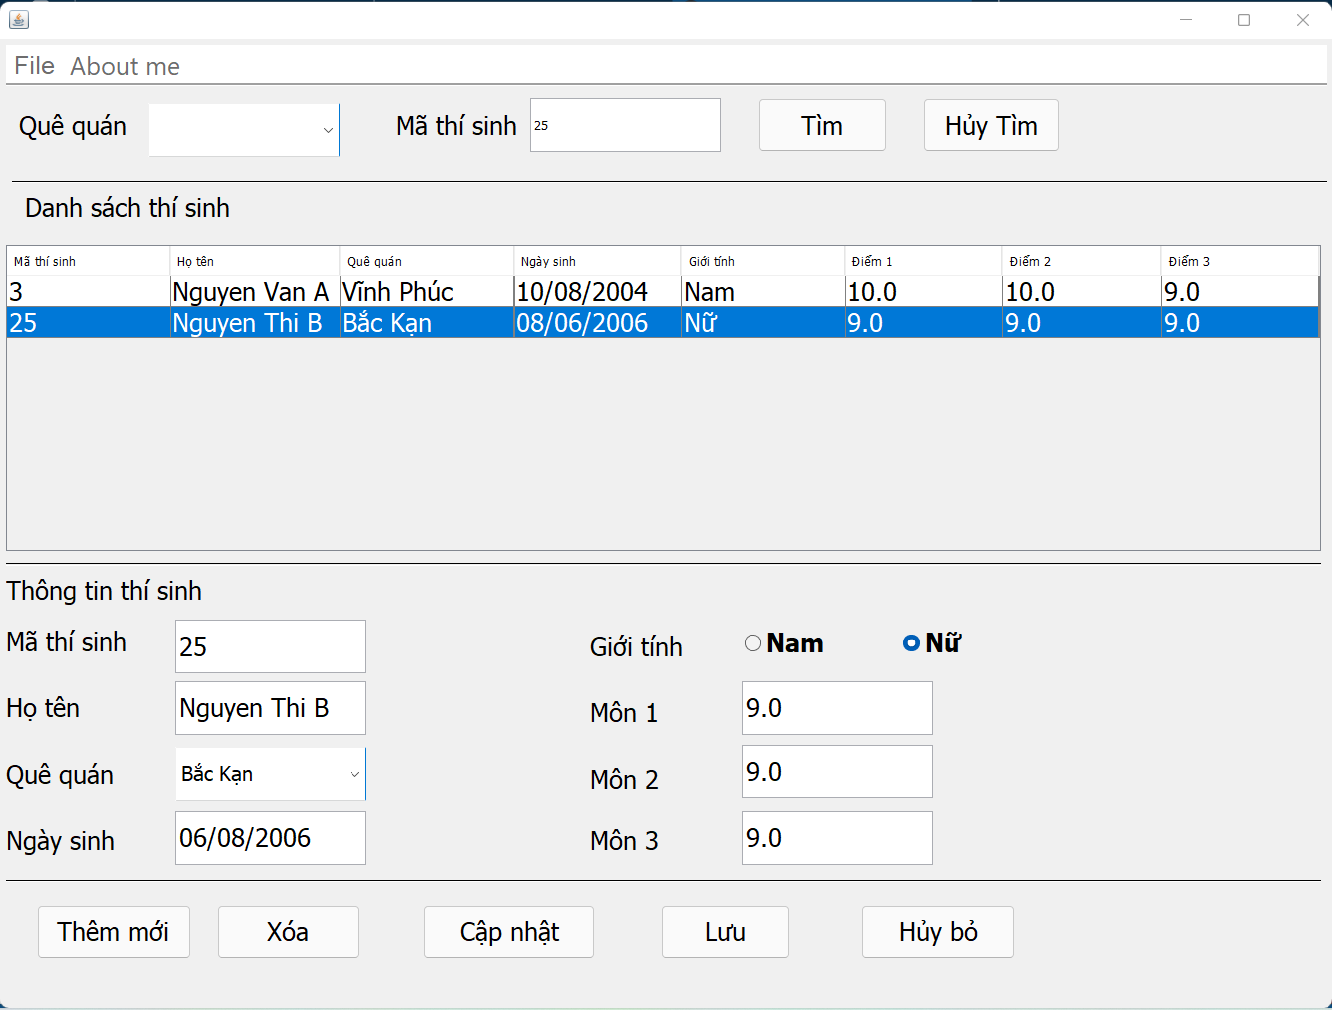 File About me
Quê quán Mã thí sinh 25 Tìm Hủy Tìm
Danh sách thí sinh
Mã thí sinh Họ tên Quê quán Ngày sinh Giới tính Điểm 1 Điểm 2 Điểm 3
3 Nguyen Van A Vĩnh Phúc 10/08/2004 Nam 10.0 10.0 9.0
25 Nguyen Thi B Bắc Kạn 08/06/2006 Nữ 9.0 9.0 9.0
Thông tin thí sinh
Mã thí sinh 25 Giới tính Nam Nữ
Họ tên Nguyen Thi B Môn 1 9.0
Quê quán Bắc Kạn Môn 2 9.0
Ngày sinh 06/08/2006 Môn 3 9.0
Thêm mới Xóa Cập nhật Lưu Hủy bỏ